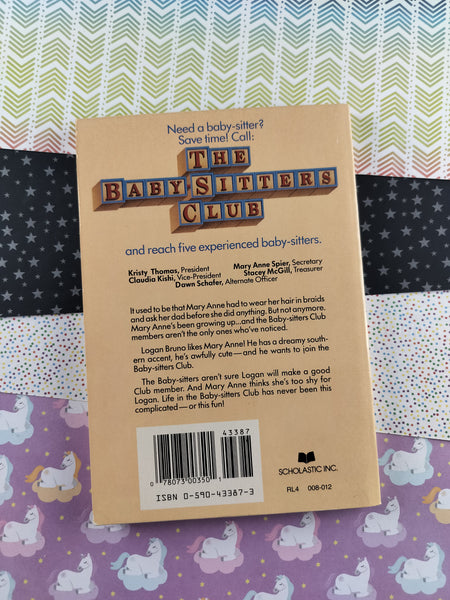 Need a baby-sitter?
Save time! Call:
THE
BABY-SITTERS
CLUB
and reach five experienced baby-sitters.
Kristy Thomas, President
Mary Anne Spier, Secretary
Claudia Kishi, Vice-President
Stacey McGill, Treasurer
Dawn Schafer, Alternate Officer
It used to be that Mary Anne had to wear her hair in braids
and ask her dad before she did anything. But not anymore.
Mary Anne's been growing up...and the Baby-sitters Club
members aren't the only ones who've noticed.
Logan Bruno likes Mary Anne! He has a dreamy south-
ern accent, he's awfully cute—and he wants to join the
Baby-sitters Club.
The Baby-sitters aren't sure Logan will make a good
Club member. And Mary Anne thinks she's too shy for
Logan. Life in the Baby-sitters Club has never been this
complicated—or this fun!
43387
0 78073 00350 1
ISBN 0-590-43387-3
SCHOLASTIC INC.
RL4 008-012